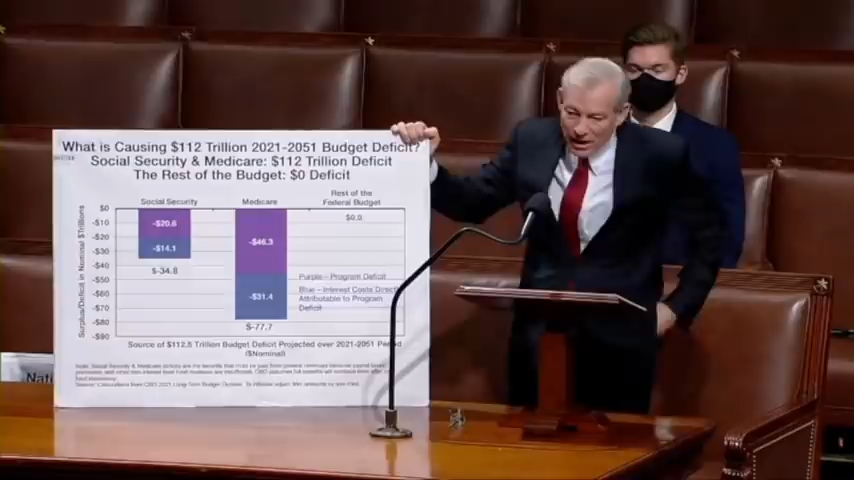 What is Causing $112 Trillion 2021-2051 Budget Deficit?
Social Security & Medicare: $112 Trillion Deficit
The Rest of the Budget: $0 Deficit
Social Security
Medicare
Rest of the
Federal Budget
Surplus/Deficit in Nominal $Trillions
$0
-$10
-$20
-$30
-$40
-$50
-$60
-$70
-$80
-$90
-$20.6
-$14.1
$-34.8
-$46.3
-$31.4
$-77.7
$0.0
Purple – Program Deficit
Blue – Interest Costs Direct
Attributable to Program
Deficit
Source of $112.5 Trillion Budget Deficit Projected over 2021-2051 Period
($Nominal)
Nati